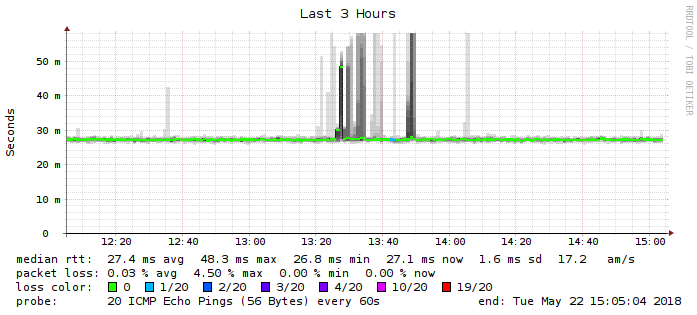 Last 3 Hours
RRDTOOL / TOBI OETIKER
Seconds
50 m
40 m
30 m
20 m
10 m
0
12:20 12:40 13:00 13:20 13:40 14:00 14:20 14:40 15:00
median rtt: 27.4 ms avg 48.3 ms max 26.8 ms min 27.1 ms now 1.6 ms sd 17.2 am/s
packet loss: 0.03 % avg 4.50 % max 0.00 % min 0.00 % now
loss color: 0 1/20 2/20 3/20 4/20 10/20 19/20
probe: 20 ICMP Echo Pings (56 Bytes) every 60s end: Tue May 22 15:05:04 2018